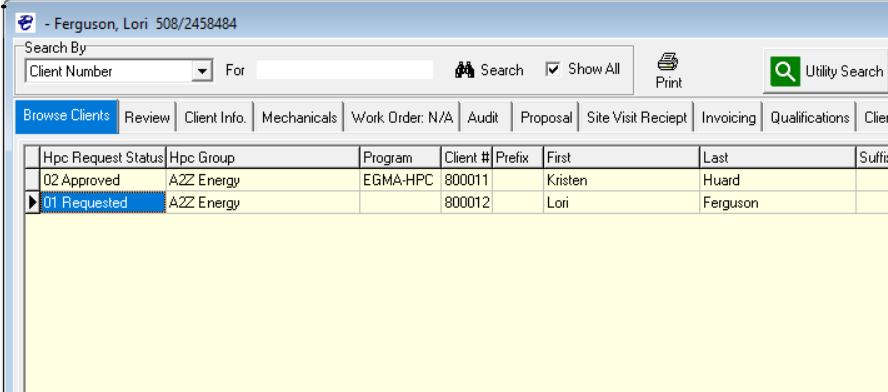 - Ferguson, Lori 508/2458484
Search By
Client Number For Search Show All Print Utility Search
Browse Clients Review Client Info. Mechanicals Work Order: N/A Audit Proposal Site Visit Reciept Invoicing Qualifications Clie
Hpc Request Status Hpc Group Program Client # Prefix First Last Suffi
02 Approved A2Z Energy EGMA-HPC 800011 Kristen Huard
01 Requested A2Z Energy 800012 Lori Ferguson